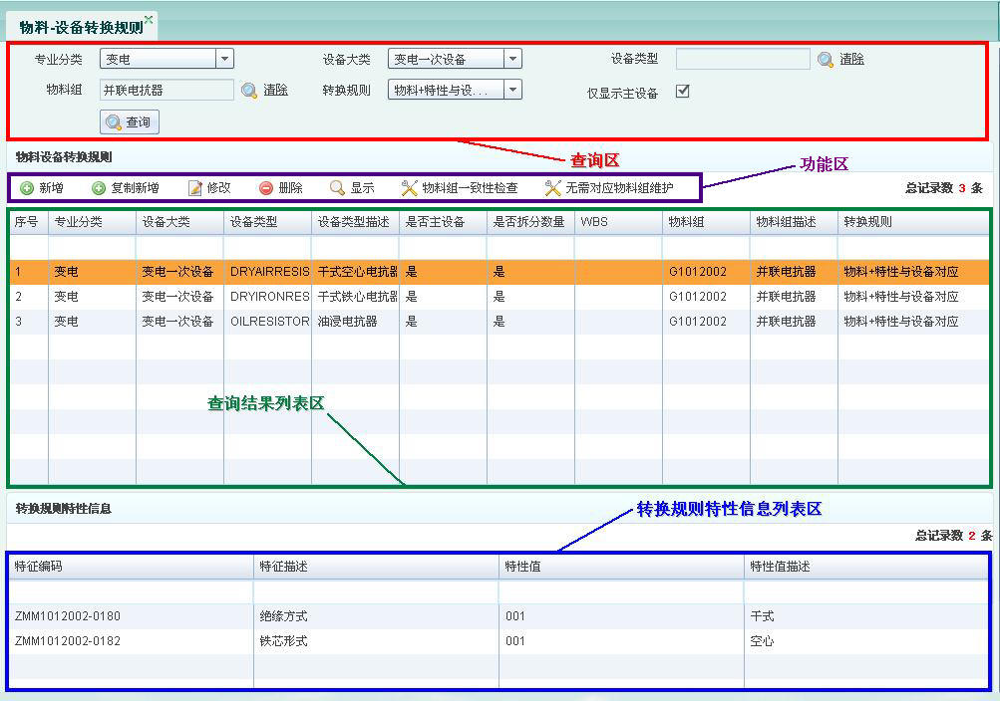 物料-设备转换规则
专业分类 变电 设备大类 变电一次设备 设备类型 清除
物料组 并联电抗器 清除 转换规则 物料+特性与设... 仅显示主设备
查询
查询区
物料设备转换规则
功能区
新增 复制新增 修改 删除 显示 物料组一致性检查 无需对应物料组维护 总记录数 3 条
序号 专业分类 设备大类 设备类型 设备类型描述 是否主设备 是否拆分数量 WBS 物料组 物料组描述 转换规则
1 变电 变电一次设备 DRYAIRRESIS 干式空心电抗器 是 是 G1012002 并联电抗器 物料+特性与设备对应
2 变电 变电一次设备 DRYIRONRES 干式铁心电抗器 是 是 G1012002 并联电抗器 物料+特性与设备对应
3 变电 变电一次设备 OILRESISTOR 油浸电抗器 是 是 G1012002 并联电抗器 物料+特性与设备对应
查询结果列表区
转换规则特性信息
转换规则特性信息列表区
总记录数 2 条
特征编码 特征描述 特性值 特性值描述
ZMM1012002-0180 绝缘方式 001 干式
ZMM1012002-0182 铁芯形式 001 空心